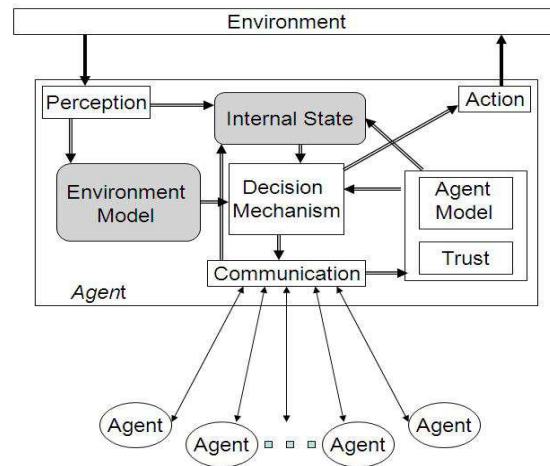 Environment
Perception
Action
Internal State
Environment
Model
Decision
Mechanism
Agent
Model
Trust
Communication
Agent
Agent
Agent
Agent
Agent